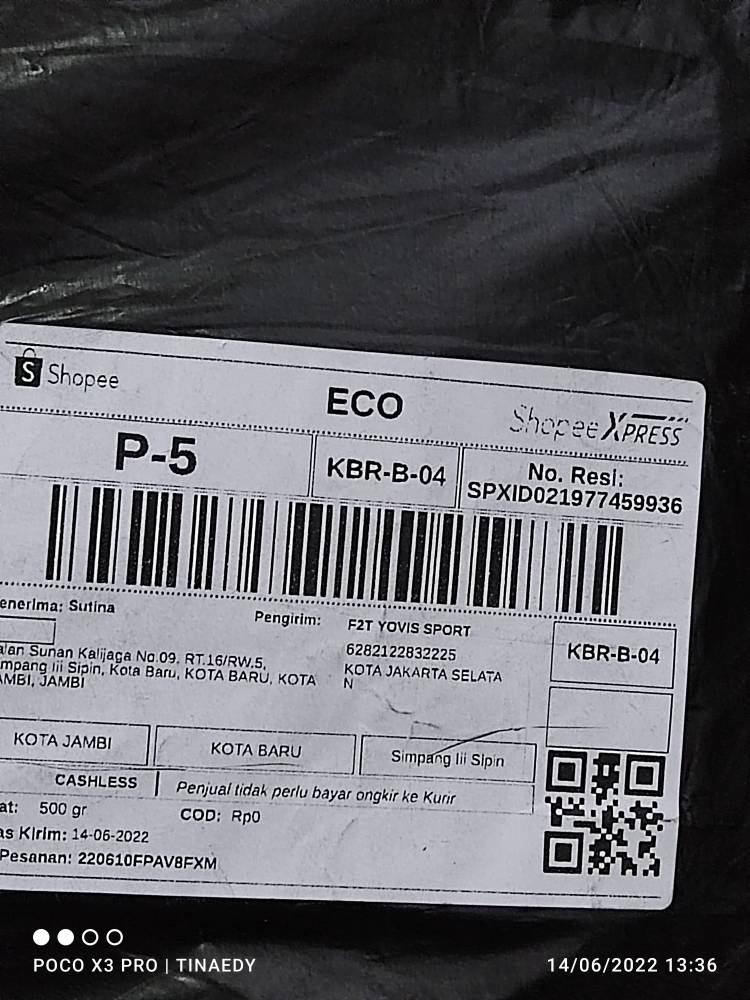 Shopee
ECO
Shopee XPRESS
P-5
KBR-B-04
No. Resi:
SPXID021977459936
enerima: Sutina
Pengirim:
F2T YOVIS SPORT
6282122832225
KOTA JAKARTA SELATA
N
KBR-B-04
alan Sunan Kalijaga No.09, RT.16/RW.5,
mpang Iii Sipin, Kota Baru, KOTA BARU, KOTA
AMBI, JAMBI
KOTA JAMBI
KOTA BARU
Simpang Iii Sipin
CASHLESS
Penjual tidak perlu bayar ongkir ke Kurir
at: 500 gr
COD: Rp0
as Kirim: 14-06-2022
Pesanan: 220610FPAV8FXM
POCO X3 PRO | TINAEDY
14/06/2022 13:36